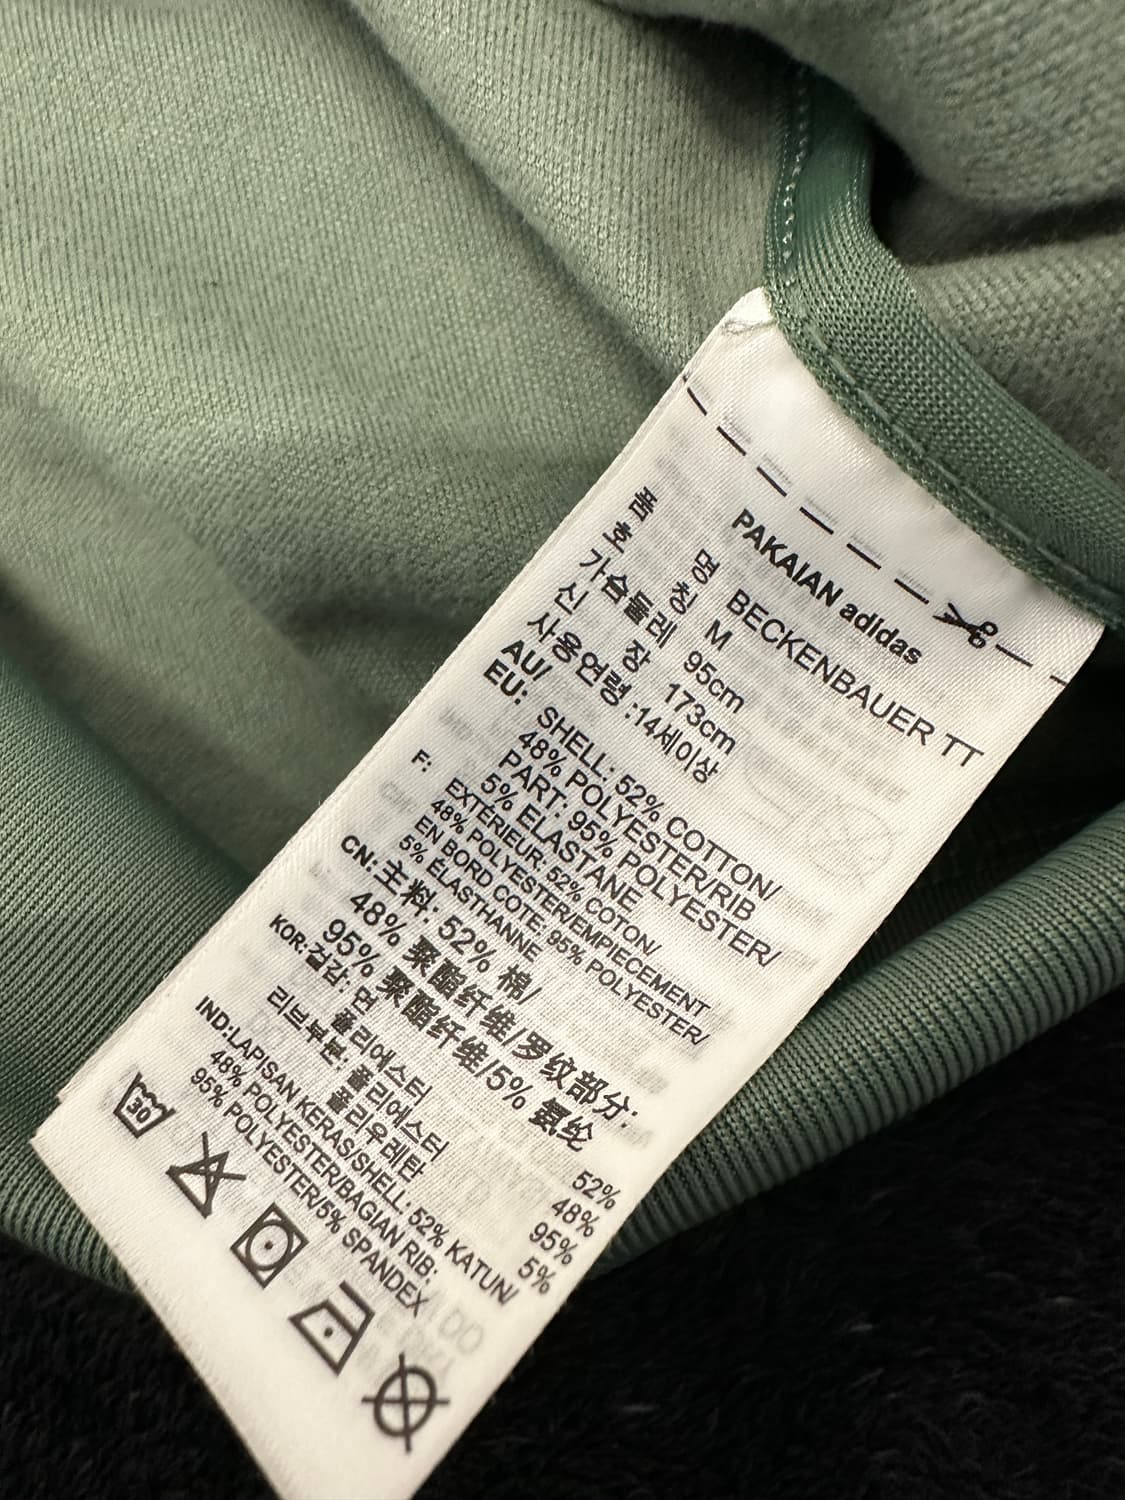 PAKAIAN adidas
품 명 BECKENBAUER TT
호 칭 M
가슴둘레 95cm
신 장 173cm
사용연령 :14세이상
AU/
EU: SHELL: 52% COTTON/
48% POLYESTER/RIB
PART: 95% POLYESTER/
5% ELASTANE
F: EXTÉRIEUR: 52% COTON/
48% POLYESTER/EMPIECEMENT
EN BORD COTE: 95% POLYESTER/
5% ÉLASTHANNE
CN:主料: 52% 棉/
48% 聚酯纤维/罗纹部分:
95% 聚酯纤维/5% 氨纶
KOR:겉감: 면 52%
폴리에스터 48%
리브부분: 폴리에스터 95%
폴리우레탄 5%
IND:LAPISAN KERAS/SHELL: 52% KATUN/
48% POLYESTER/BAGIAN RIB:
95% POLYESTER/5% SPANDEX
30